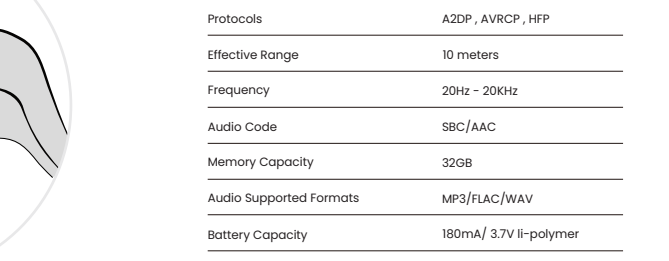 Protocols A2DP , AVRCP , HFP
Effective Range 10 meters
Frequency 20Hz - 20KHz
Audio Code SBC/AAC
Memory Capacity 32GB
Audio Supported Formats MP3/FLAC/WAV
Battery Capacity 180mA/ 3.7V li-polymer